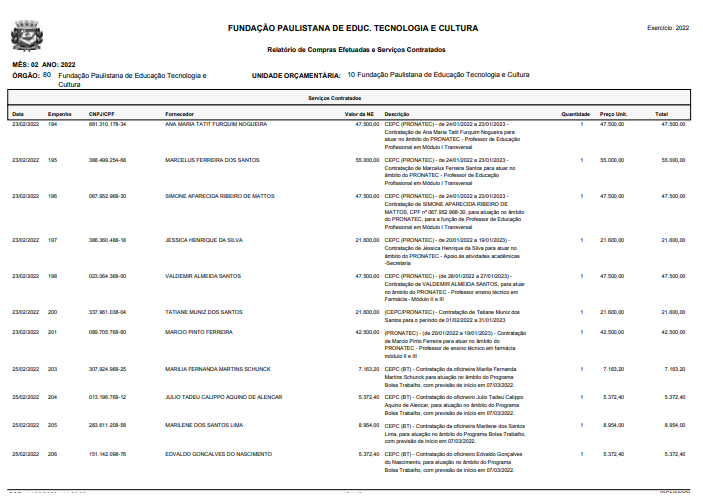 FUNDAÇÃO PAULISTANA DE EDUC. TECNOLOGIA E CULTURA
Exercício: 2022
Relatório de Compras Efetuadas e Serviços Contratados
MÊS: 02 ANO: 2022
ÓRGÃO: 80 Fundação Paulistana de Educação Tecnologia e
Cultura
UNIDADE ORÇAMENTÁRIA: 10 Fundação Paulistana de Educação Tecnologia e Cultura
Serviços Contratados
Data Empenho CNPJ/CPF Fornecedor Valor da NE Descrição Quantidade Preço Unit. Total
23/02/2022 194 881.310.178-34 ANA MARIA TATIT FURQUIM NOGUEIRA 47.500,00 CEPC (PRONATEC) - de 24/01/2022 a 23/01/2023 - 1 47.500,00 47.500,00
Contratação de Ana Maria Tatit Furquim Nogueira para
atuar no âmbito do PRONATEC - Professor de Educação
Profissional em Módulo I Transversal
23/02/2022 195 388.499.254-68 MARCELUS FERREIRA DOS SANTOS 55.000,00 CEPC (PRONATEC) - de 24/01/2022 a 23/01/2023 - 1 55.000,00 55.000,00
Contratação de Marcelus Ferreira Santos para atuar no
âmbito do PRONATEC - Professor de Educação
Profissional em Módulo I Transversal
23/02/2022 196 067.952.968-30 SIMONE APARECIDA RIBEIRO DE MATTOS 47.500,00 CEPC (PRONATEC) - de 24/01/2022 a 23/01/2023 - 1 47.500,00 47.500,00
Contratação de SIMONE APARECIDA RIBEIRO DE
MATTOS, CPF nº 067.952.968-30, para atuação no âmbito
do PRONATEC, para a função de Professor de Educação
Profissional em Módulo I Transversal
23/02/2022 197 386.360.488-18 JESSICA HENRIQUE DA SILVA 21.600,00 CEPC (PRONATEC) - de 20/01/2022 a 19/01/2023) - 1 21.600,00 21.600,00
Contratação de Jéssica Henrique da Silva para atuar no
âmbito do PRONATEC - Apoio às atividades acadêmicas
-Secretaria
23/02/2022 198 023.064.368-00 VALDEMIR ALMEIDA SANTOS 47.500,00 CEPC (PRONATEC) - (de 28/01/2022 a 27/01/2023) - 1 47.500,00 47.500,00
Contratação de VALDEMIR ALMEIDA SANTOS, para atuar
no âmbito do PRONATEC - Professor ensino técnico em
Farmácia - Módulo II e III
23/02/2022 200 337.961.038-04 TATIANE MUNIZ DOS SANTOS 21.600,00 (CEPC/PRONATEC) - Contratação de Tatiane Muniz dos 1 21.600,00 21.600,00
Santos para o período de 01/02/2022 a 31/01/2023
23/02/2022 201 089.705.768-60 MARCIO PINTO FERREIRA 42.500,00 (PRONATEC) - (de 20/01/2022 a 19/01/2023) - Contratação 1 42.500,00 42.500,00
de Marcio Pinto Ferreira para atuar no âmbito do
PRONATEC - Professor de ensino técnico em farmácia
módulo II e III
25/02/2022 203 307.924.968-25 MARILIA FERNANDA MARTINS SCHUNCK 7.163,20 CEPC (BT) - Contratação da oficineira Marilia Fernanda 1 7.163,20 7.163,20
Martins Schunck para atuação no âmbito do Programa
Bolsa Trabalho, com previsão de início em 07/03/2022.
25/02/2022 204 013.196.768-12 JULIO TADEU CALIPPO AQUINO DE ALENCAR 5.372,40 CEPC (BT) - Contratação do oficineiro Julio Tadeu Calippo 1 5.372,40 5.372,40
Aquino de Alencar, para atuação no âmbito do Programa
Bolsa Trabalho, com previsão de início em 07/03/2022.
25/02/2022 205 283.611.208-58 MARILENE DOS SANTOS LIMA 8.954,00 CEPC (BT) - Contratação da oficineira Marilene dos Santos 1 8.954,00 8.954,00
Lima, para atuação no âmbito do Programa Bolsa Trabalho,
com previsão de início em 07/03/2022.
25/02/2022 206 151.142.098-76 EDVALDO GONCALVES DO NASCIMENTO 5.372,40 CEPC (BT) - Contratação do oficineiro Edvaldo Gonçalves 1 5.372,40 5.372,40
do Nascimento, para atuação no âmbito do Programa
Bolsa Trabalho, com previsão de início em 07/03/2022.